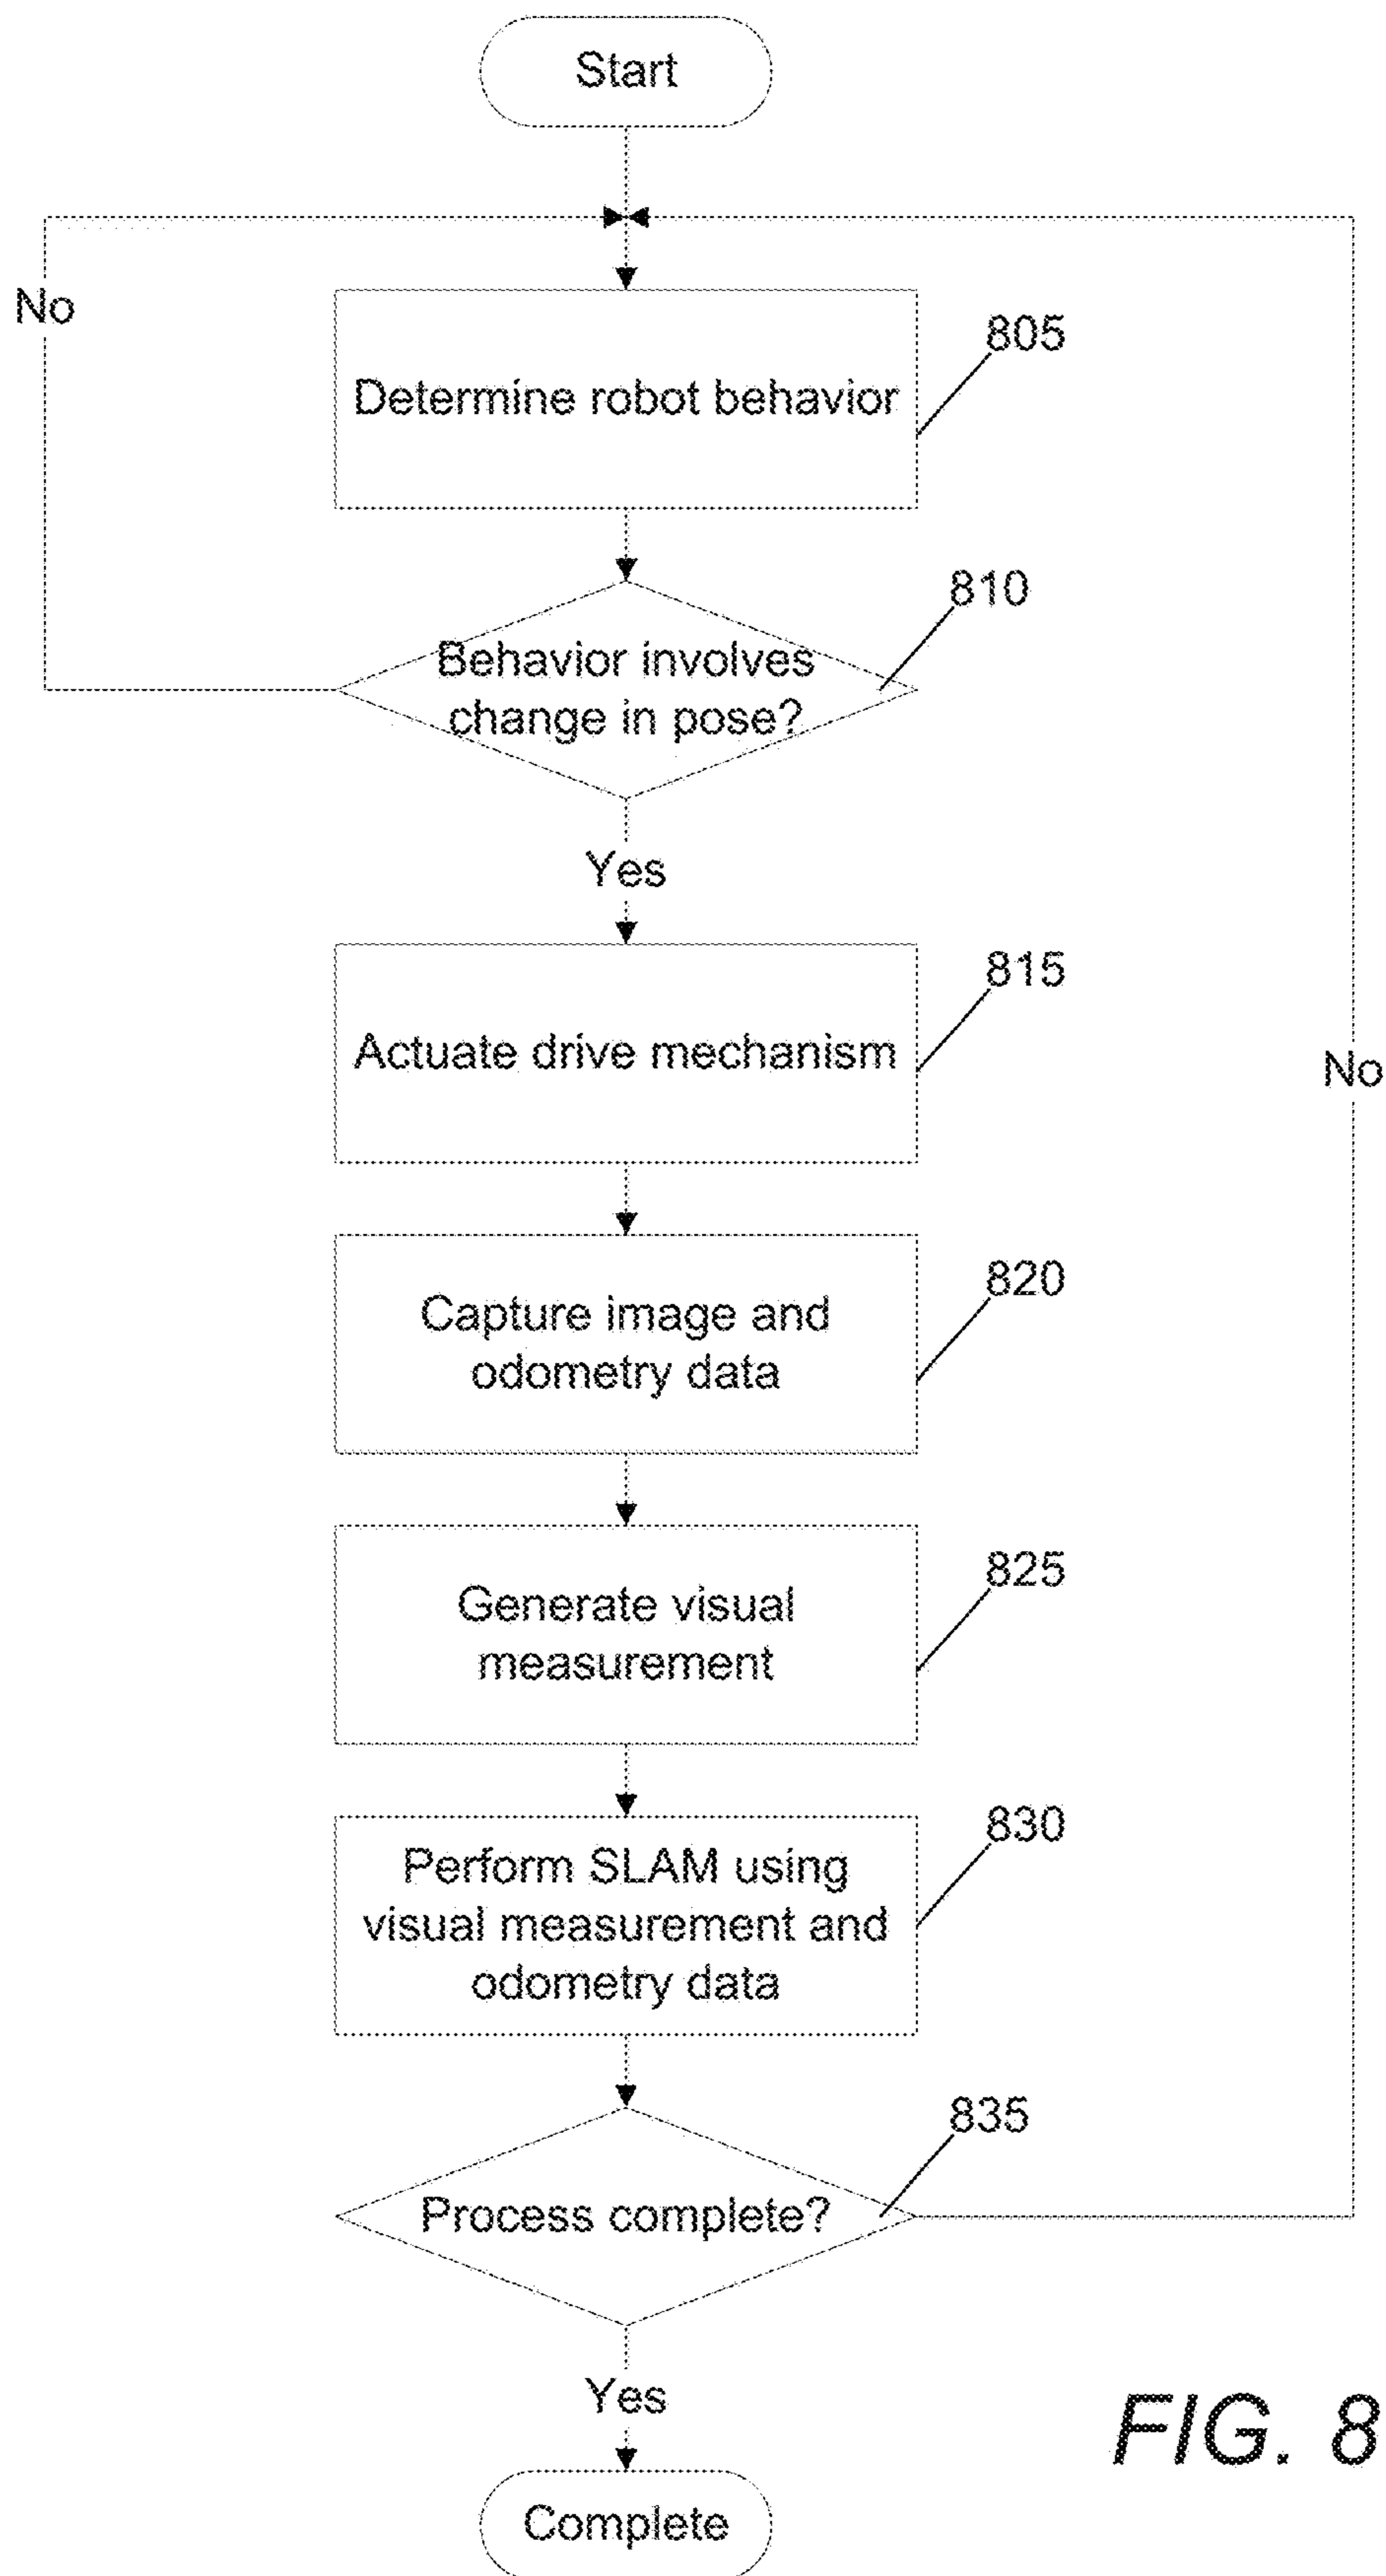 Start
No
805
Determine robot behavior
810
Behavior involves
change in pose?
Yes
815
Actuate drive mechanism
No
820
Capture image and
odometry data
825
Generate visual
measurement
830
Perform SLAM using
visual measurement and
odometry data
835
Process complete?
Yes
FIG. 8
Complete